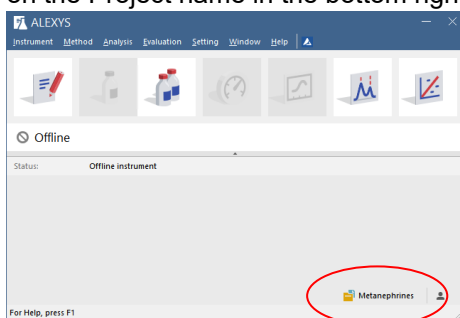 on the Project name in the bottom righ
ALEXYS
Instrument Method Analysis Evaluation Setting Window Help
Offline
Status: Offline instrument
Metanephrines
For Help, press F1